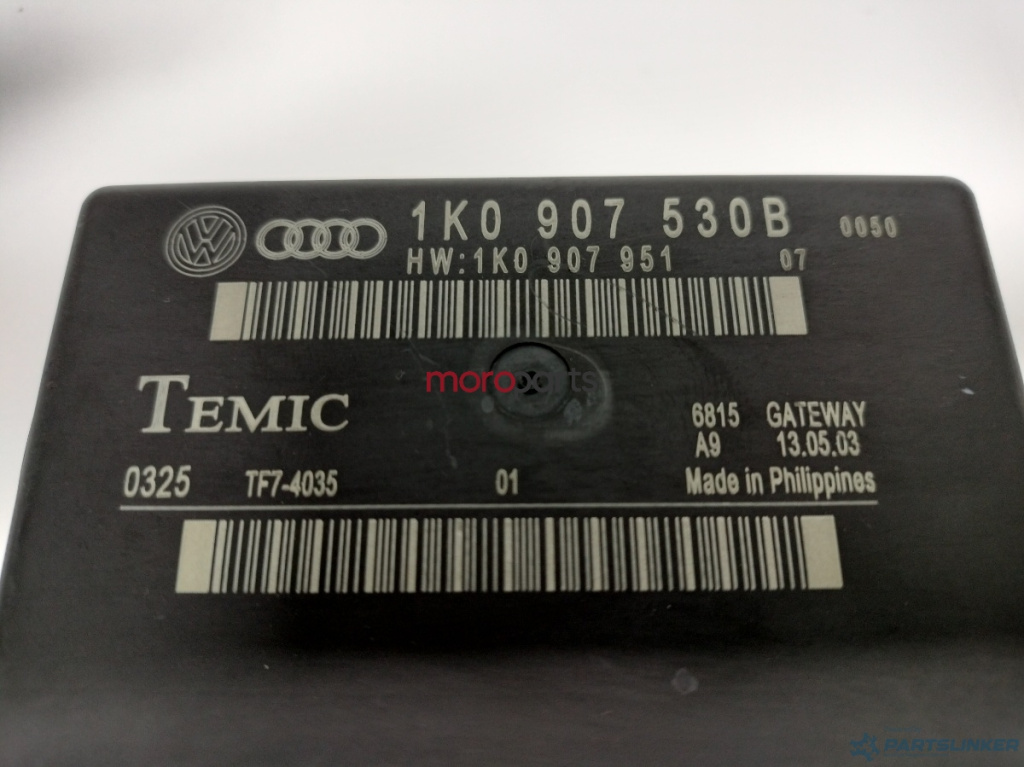 1K0 907 530B 0050
HW:1K0 907 951 07
TEMIC
6815 GATEWAY
A9 13.05.03
0325 TF7-4035 01 Made in Philippines
PARTSLINKER